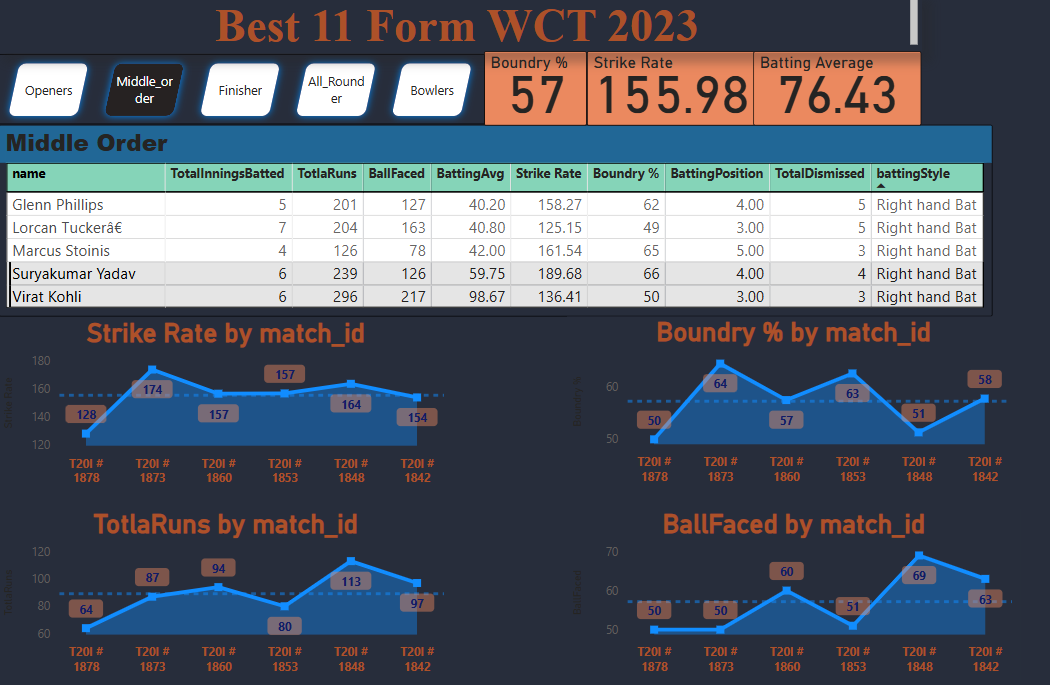 Best 11 Form WCT 2023
Openers
Middle_or
der
Finisher
All_Round
er
Bowlers
Boundry %
57
Strike Rate
155.98
Batting Average
76.43
Middle Order
name TotalInningsBatted TotlaRuns BallFaced BattingAvg Strike Rate Boundry % BattingPosition TotalDismissed battingStyle
Glenn Phillips 5 201 127 40.20 158.27 62 4.00 5 Right hand Bat
Lorcan Tuckerâ€ 7 204 163 40.80 125.15 49 3.00 5 Right hand Bat
Marcus Stoinis 4 126 78 42.00 161.54 65 5.00 3 Right hand Bat
Suryakumar Yadav 6 239 126 59.75 189.68 66 4.00 4 Right hand Bat
Virat Kohli 6 296 217 98.67 136.41 50 3.00 3 Right hand Bat
Strike Rate by match_id
Strike Rate
180
160
140
120
128 174 157 157 164 154
T20I # T20I # T20I # T20I # T20I # T20I #
1878 1873 1860 1853 1848 1842
Boundry % by match_id
Boundry %
60
50
50 64 57 63 51 58
T20I # T20I # T20I # T20I # T20I # T20I #
1878 1873 1860 1853 1848 1842
TotlaRuns by match_id
TotlaRuns
120
100
80
60
64 87 94 80 113 97
T20I # T20I # T20I # T20I # T20I # T20I #
1878 1873 1860 1853 1848 1842
BallFaced by match_id
BallFaced
70
60
50
50 50 60 51 69 63
T20I # T20I # T20I # T20I # T20I # T20I #
1878 1873 1860 1853 1848 1842